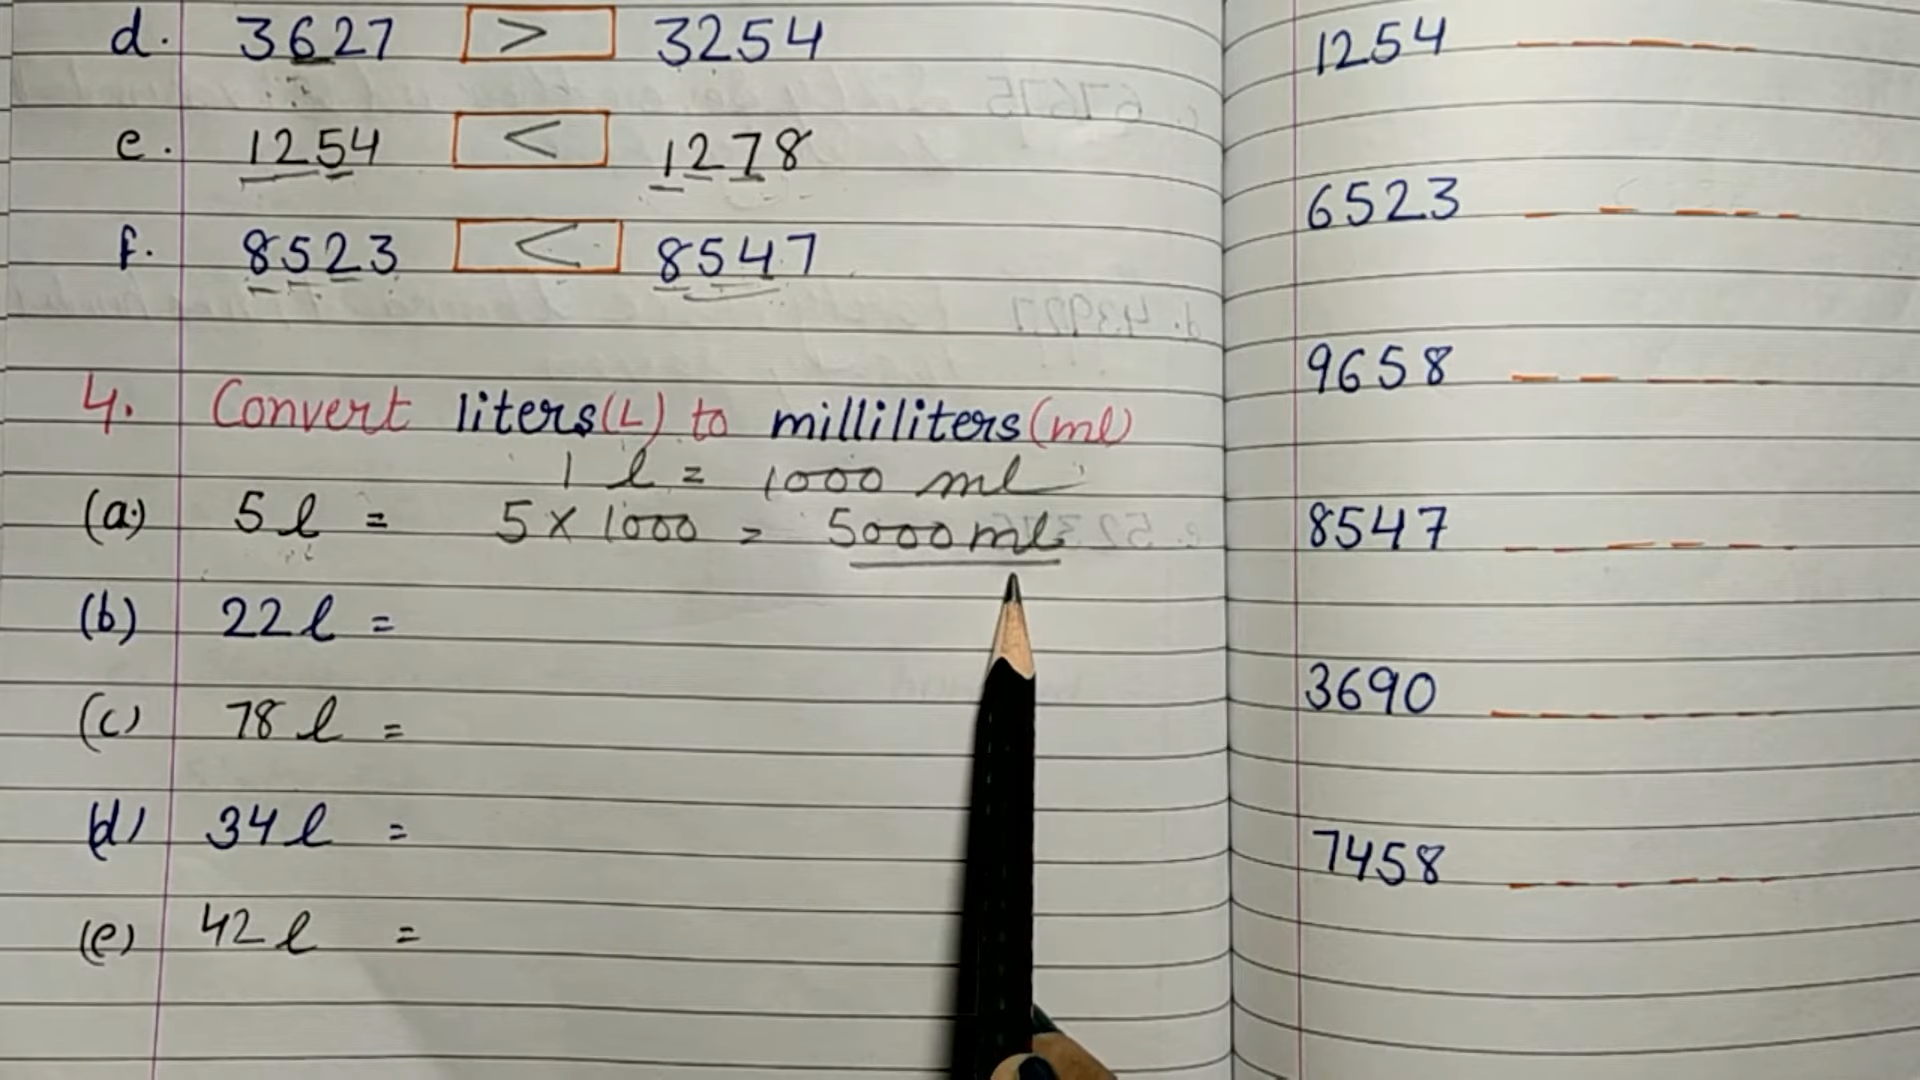 d. 3627 > 3254
e. 1254 < 1278
f. 8523 < 8547
4. Convert liters(L) to milliliters(ml)
1 l = 1000 ml
(a) 5 l = 5 x 1000 = 5000 ml
(b) 22 l =
(c) 78 l =
(d) 34 l =
(e) 42 l =
1254
6523
9658
8547
3690
7458